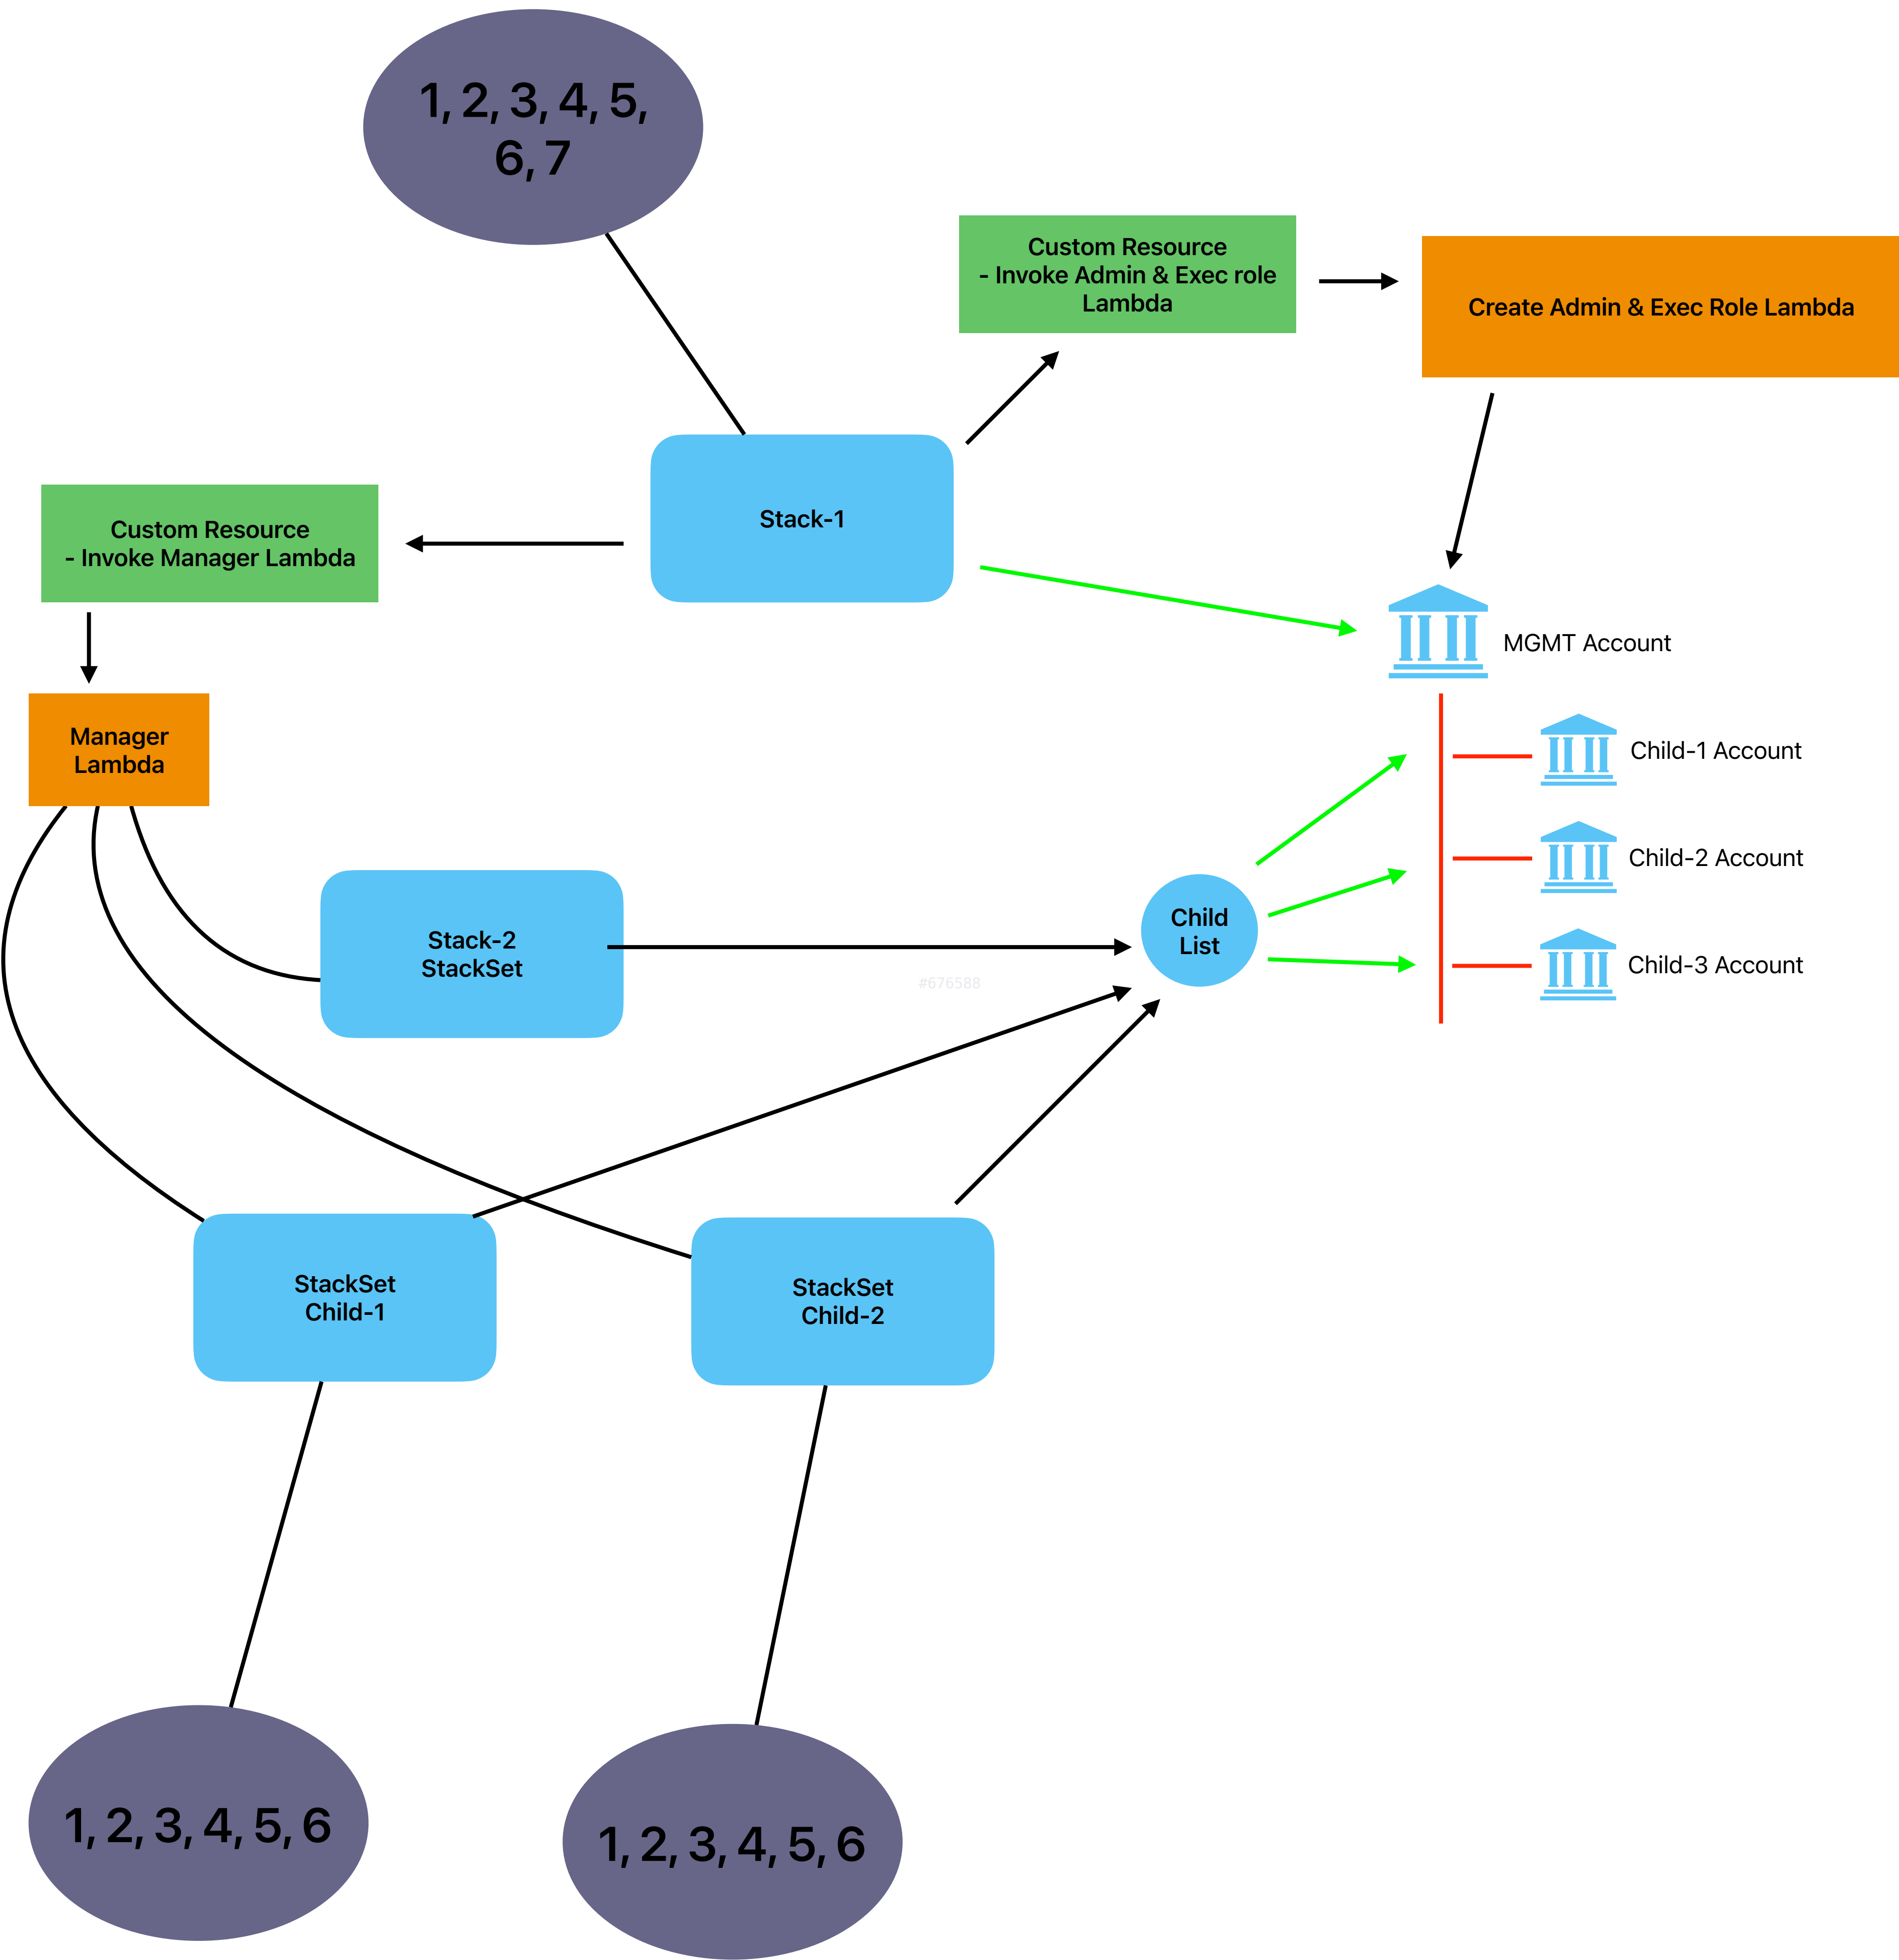 1, 2, 3, 4, 5,
6, 7
Custom Resource
- Invoke Admin & Exec role
Lambda
Create Admin & Exec Role Lambda
Stack-1
Custom Resource
- Invoke Manager Lambda
MGMT Account
Manager
Lambda
Child-1 Account
Child-2 Account
Stack-2
StackSet
Child
List
Child-3 Account
#676588
StackSet
Child-1
StackSet
Child-2
1, 2, 3, 4, 5, 6
1, 2, 3, 4, 5, 6